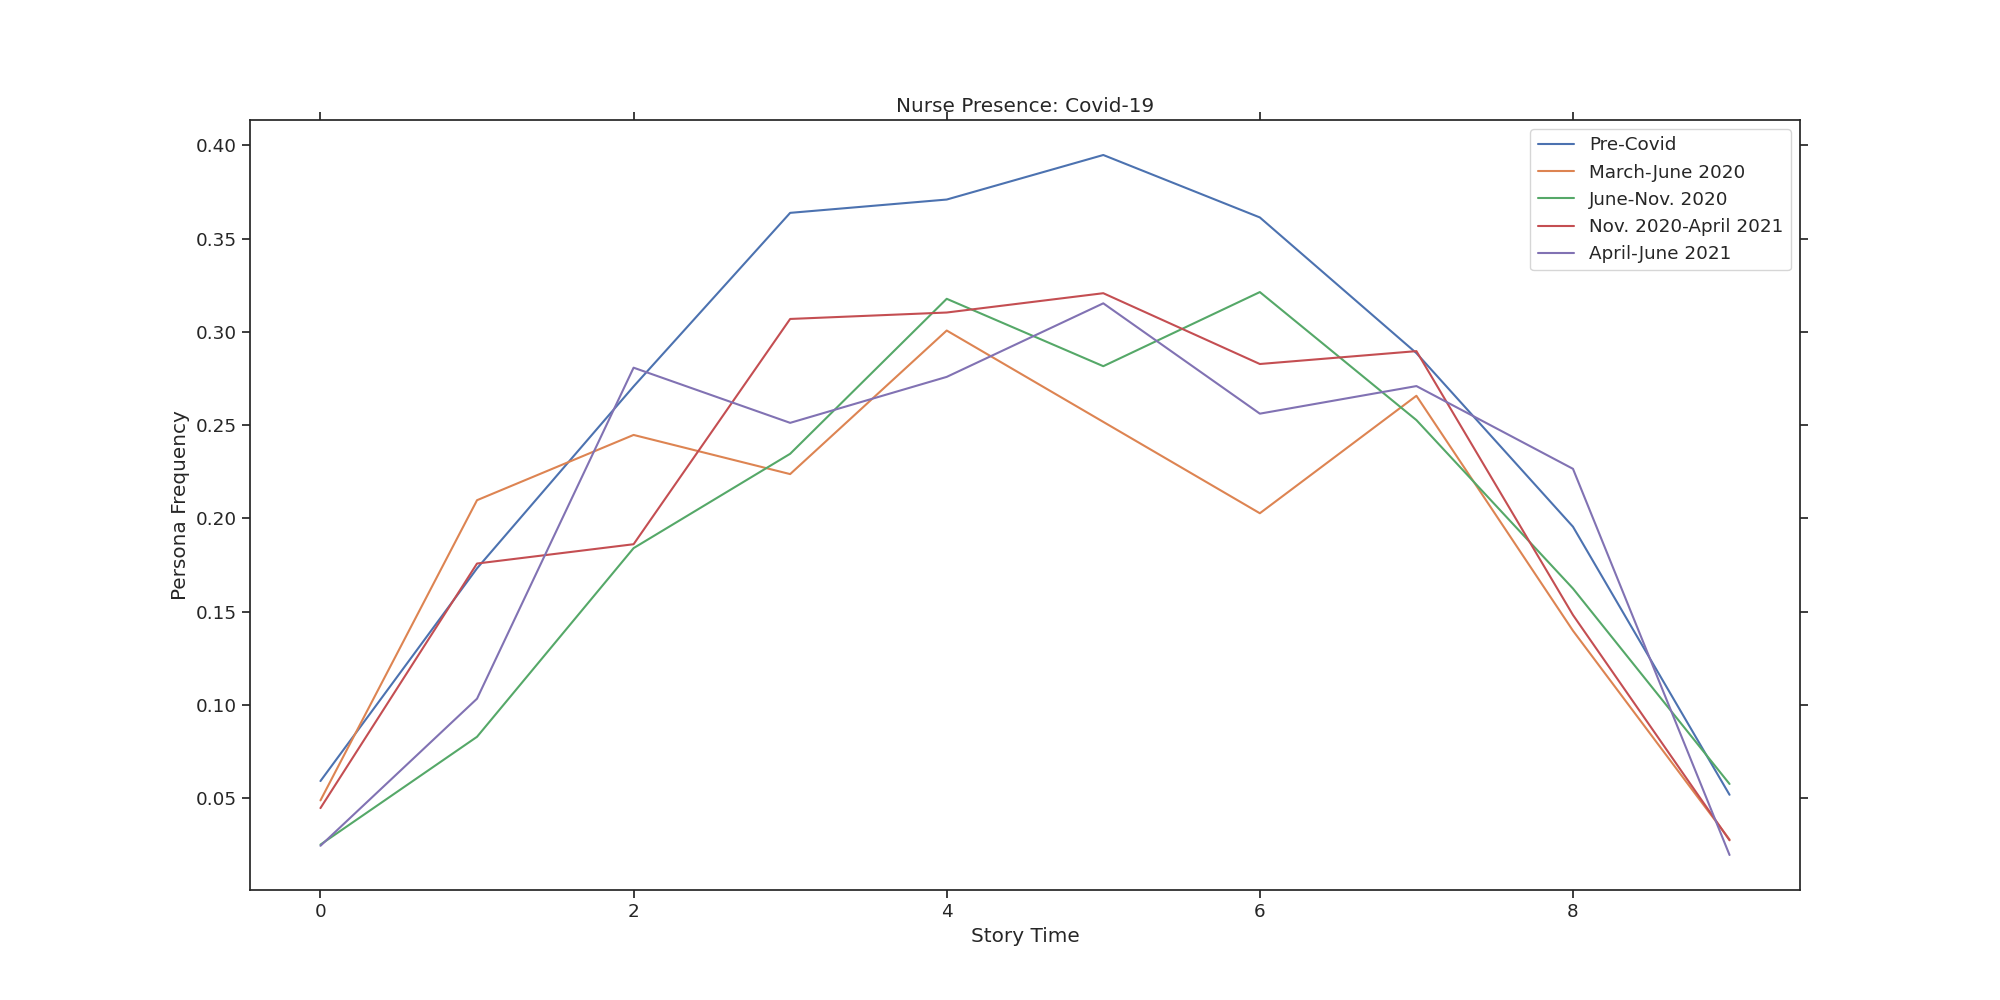 Nurse Presence: Covid-19
Pre-Covid
March-June 2020
June-Nov. 2020
Nov. 2020-April 2021
April-June 2021
Persona Frequency
0.40
0.35
0.30
0.25
0.20
0.15
0.10
0.05
0 2 4 6 8
Story Time